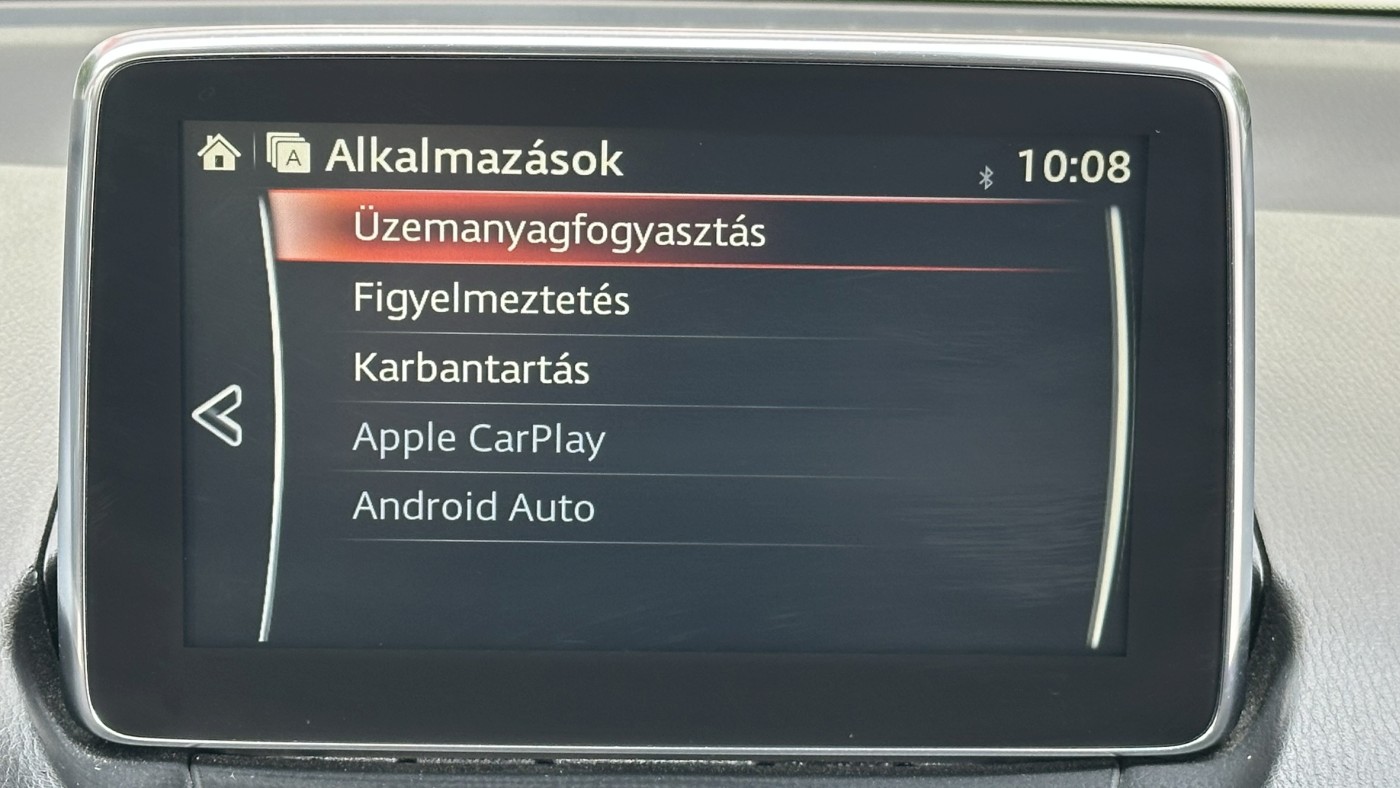 A Alkalmazások 10:08
Üzemanyagfogyasztás
Figyelmeztetés
Karbantartás
Apple CarPlay
Android Auto